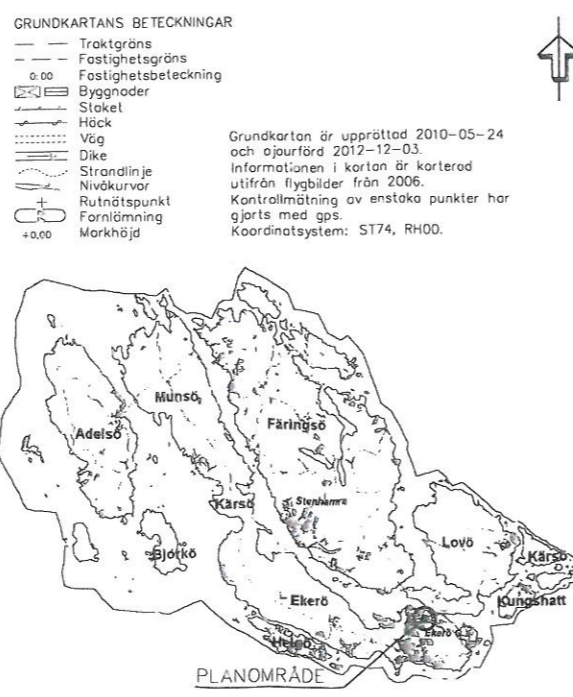 GRUNDKARTANS BETECKNINGAR
Traktgräns
Fastighetsgräns
0:00 Fastighetsbeteckning
Byggnader
Staket
Häck
Väg
Dike
Strandlinje
Nivåkurvor
Rutnätspunkt
R Fornlämning
+0,00 Markhöjd
Grundkartan är upprättad 2010-05-24
och ajourförd 2012-12-03.
Informationen i kartan är karterad
utifrån flygbilder från 2006.
Kontrollmätning av enstaka punkter har
gjorts med gps.
Koordinatsystem: ST74, RH00.
Munsö
Adelsö
Färingsö
Stenhamra
Kärsö
Lovö
Björkö
Kärsö
Ekerö
Kungshatt
Ekerö C
Helgö
PLANOMRÅDE